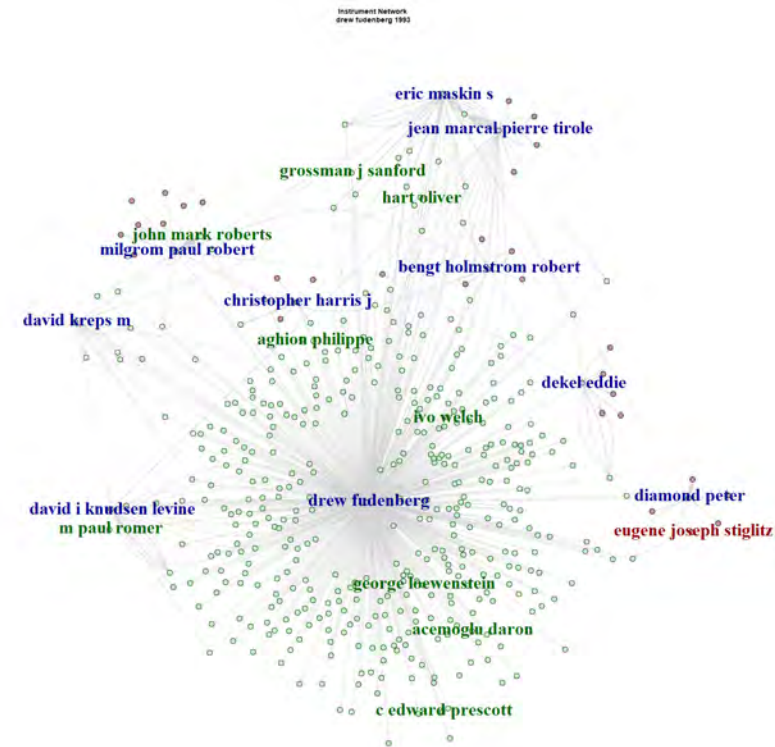 Instrument Network
drew fudenberg 1993
eric maskin s
jean marcal pierre tirole
grossman j sanford
hart oliver
john mark roberts
milgrom paul robert
bengt holmstrom robert
christopher harris j
david kreps m
aghion philippe
dekel eddie
ivo welch
drew fudenberg
diamond peter
david i knudsen levine
m paul romer
eugene joseph stiglitz
george loewenstein
acemoglu daron
c edward prescott